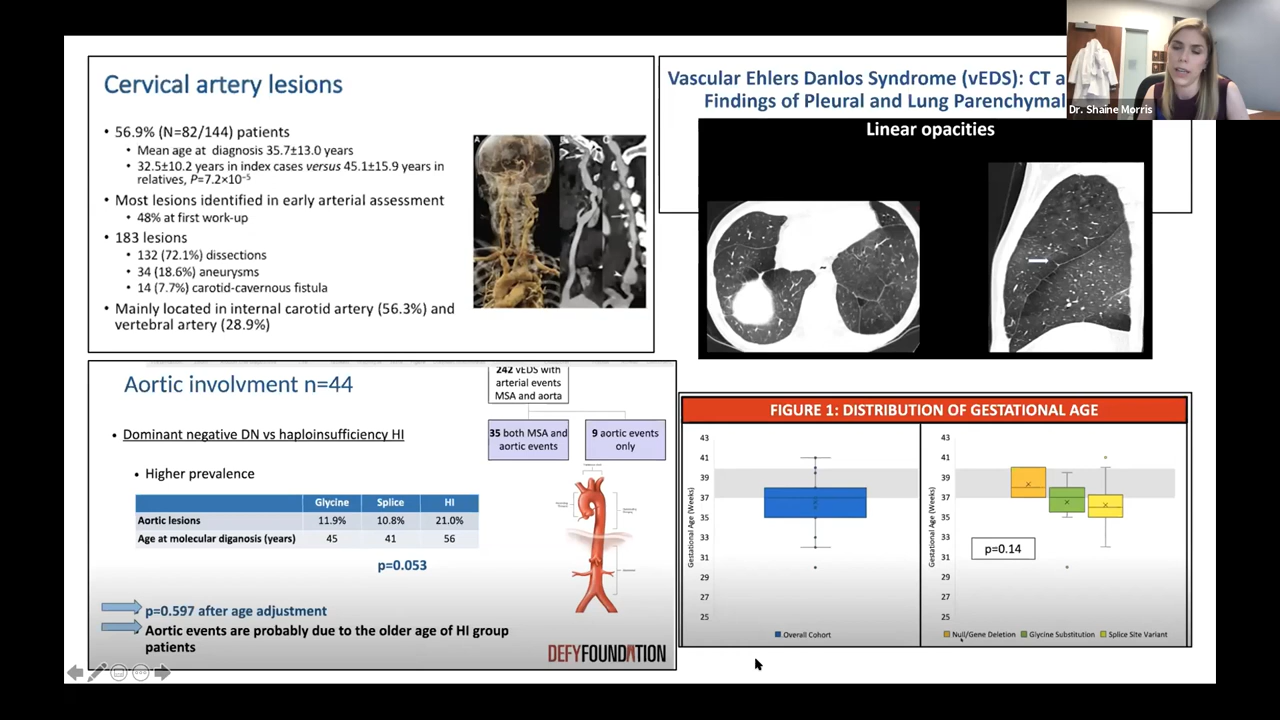 Cervical artery lesions
• 56.9% (N=82/144) patients
• Mean age at diagnosis 35.7±13.0 years
• 32.5±10.2 years in index cases versus 45.1±15.9 years in
relatives, P=7.2×10⁻⁵
• Most lesions identified in early arterial assessment
• 48% at first work-up
• 183 lesions
• 132 (72.1%) dissections
• 34 (18.6%) aneurysms
• 14 (7.7%) carotid-cavernous fistula
• Mainly located in internal carotid artery (56.3%) and
vertebral artery (28.9%)
A
B
C
Vascular Ehlers Danlos Syndrome (vEDS): CT a
Findings of Pleural and Lung Parenchymal
Linear opacities
Dr. Shaine Morris
Aortic involvment n=44
242 vEDS with
arterial events
MSA and aorta
35 both MSA and
aortic events
9 aortic events
only
• Dominant negative DN vs haploinsufficiency HI
• Higher prevalence
Glycine Splice HI
Aortic lesions 11.9% 10.8% 21.0%
Age at molecular diganosis (years) 45 41 56
p=0.053
p=0.597 after age adjustment
Aortic events are probably due to the older age of HI group
patients
DEFYFOUNDATION
FIGURE 1: DISTRIBUTION OF GESTATIONAL AGE
Gestational Age (Weeks)
43
41
39
37
35
33
31
29
27
25
Overall Cohort
Gestational Age (Weeks)
43
41
39
37
35
33
31
29
27
25
p=0.14
Null/Gene Deletion Glycine Substitution Splice Site Variant